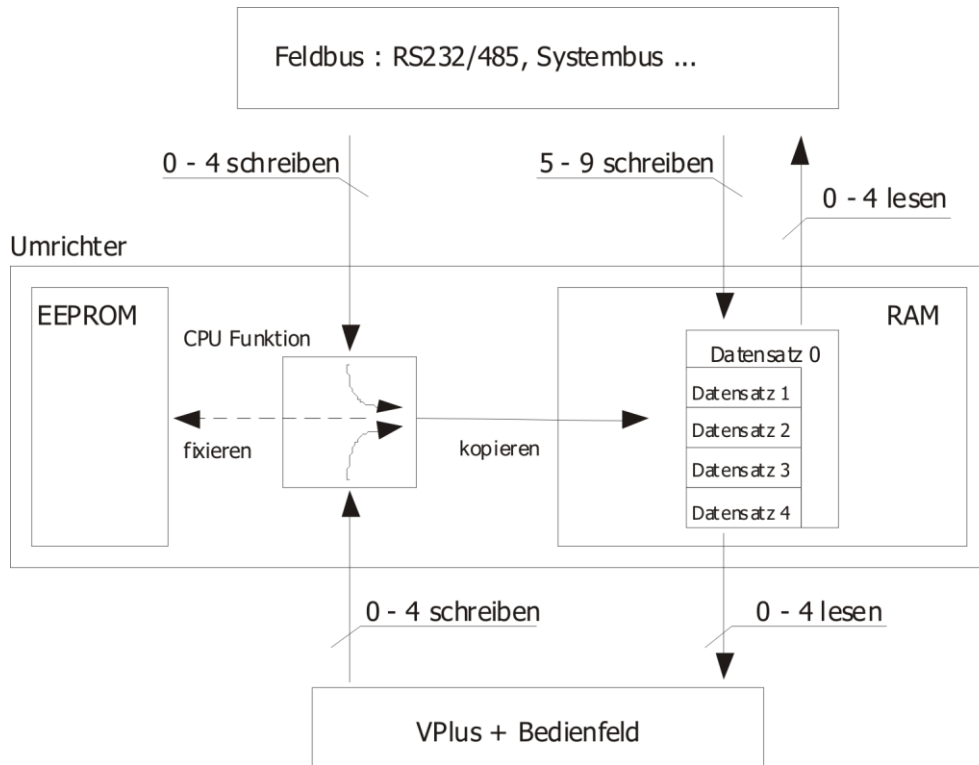 Feldbus : RS232/485, Systembus ...
0 - 4 schreiben
5 - 9 schreiben
0 - 4 lesen
Umrichter
EEPROM
RAM
CPU Funktion
Datensatz 0
Datensatz 1
Datensatz 2
Datensatz 3
Datensatz 4
fixieren
kopieren
0 - 4 schreiben
0 - 4 lesen
VPlus + Bedienfeld